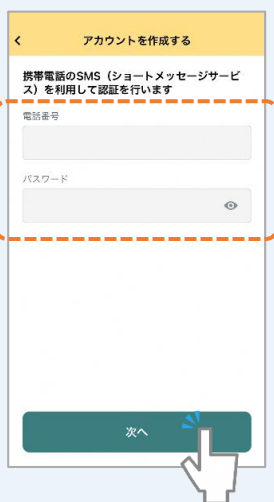 アカウントを作成する
携帯電話のSMS（ショートメッセージサービ
ス）を利用して認証を行います
電話番号
パスワード
次へ